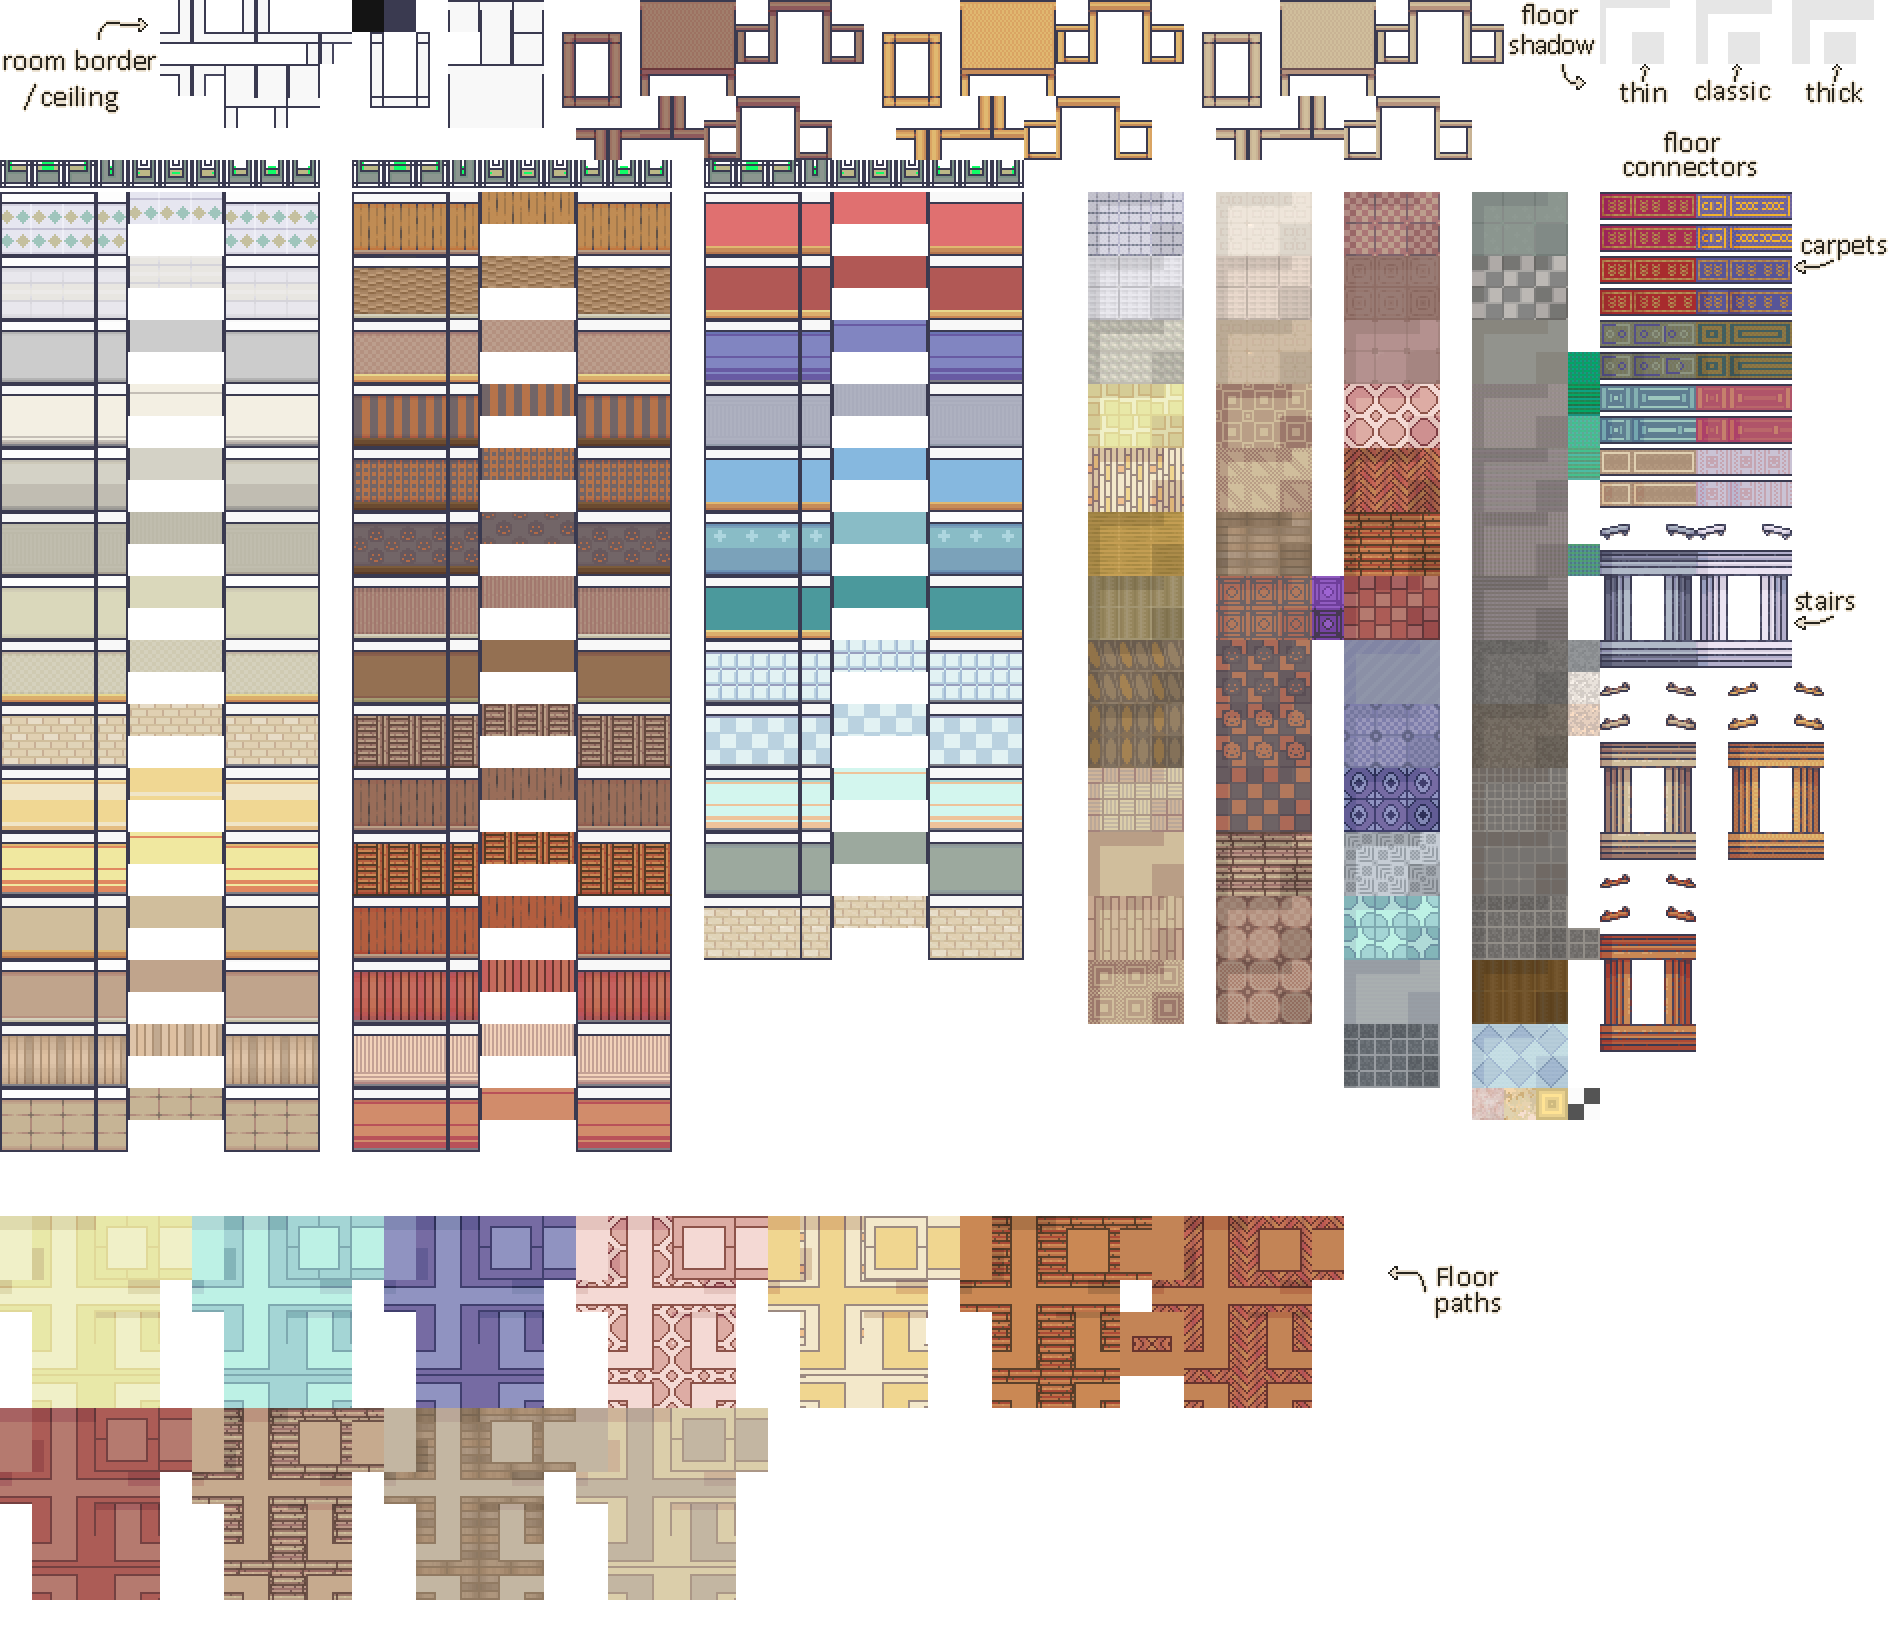 room border
/ceiling
floor
shadow
thin
classic
thick
floor
connectors
carpets
stairs
Floor
paths